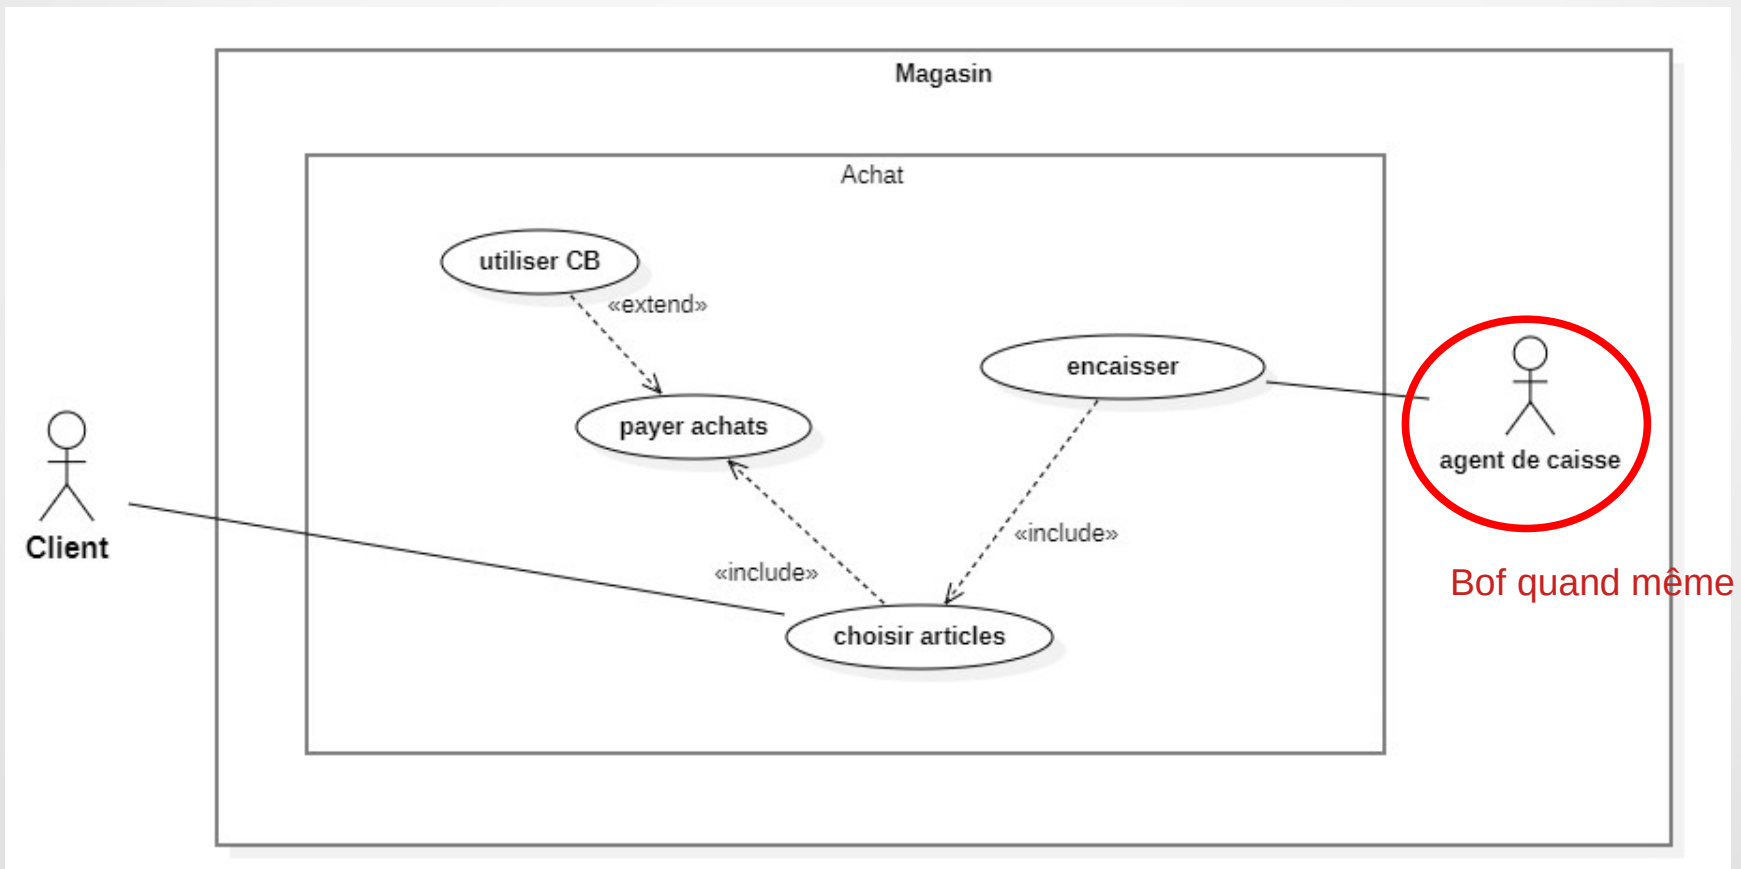 Magasin
Achat
utiliser CB
«extend»
encaisser
payer achats
agent de caisse
«include»
Client
«include»
Bof quand même
choisir articles